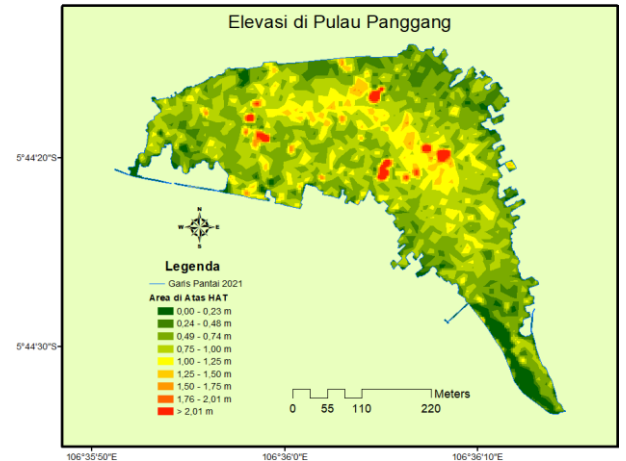 Elevasi di Pulau Panggang
5°44'20"S
5°44'30"S
N
W E
S
Legenda
Garis Pantai 2021
Area di Atas HAT
0,00 - 0,23 m
0,24 - 0,48 m
0,49 - 0,74 m
0,75 - 1,00 m
1,00 - 1,25 m
1,25 - 1,50 m
1,50 - 1,75 m
1,76 - 2,01 m
> 2,01 m
Meters
0 55 110 220
106°35'50"E 106°36'0"E 106°36'10"E